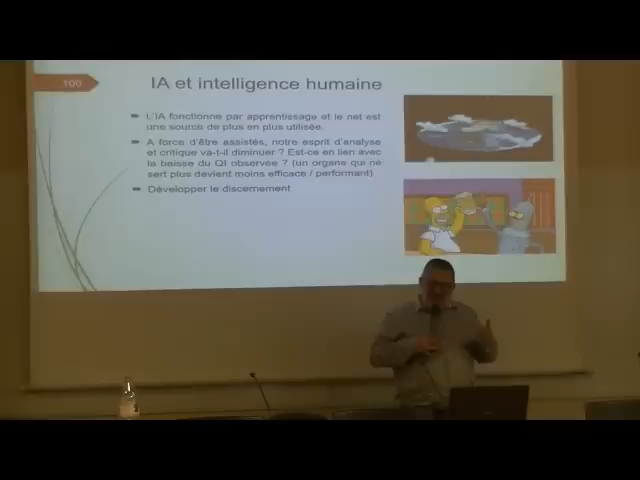 100
IA et intelligence humaine
L'IA fonctionne par apprentissage et le net est
une source de plus en plus utilisée.
A force d'être assistés, notre esprit d'analyse
et critique va-t-il diminuer ? Est-ce en lien avec
la baisse du QI observée ? (un organe qui ne
sert plus devient moins efficace / performant)
Développer le discernement